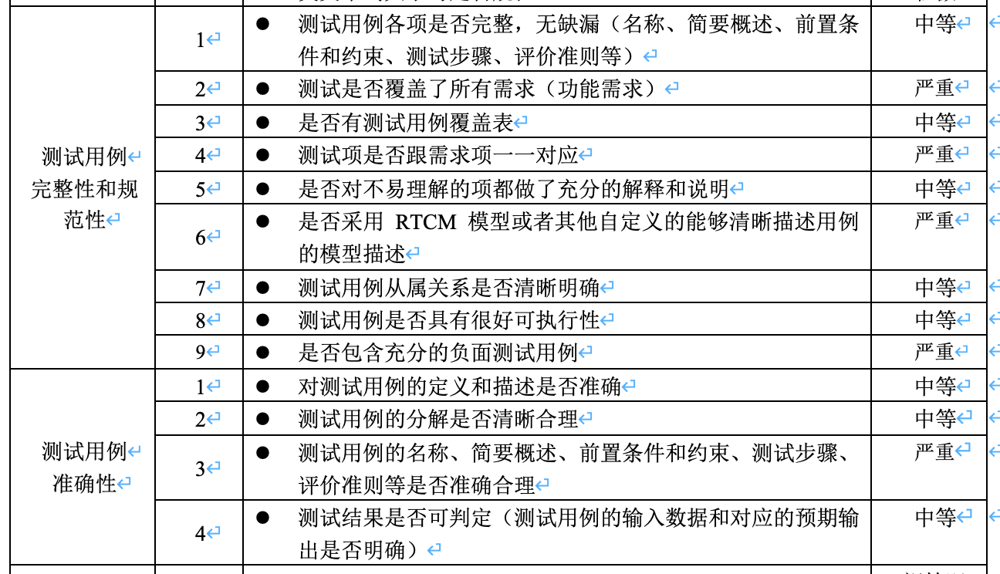 1
测试用例各项是否完整，无缺漏（名称、简要概述、前置条
件和约束、测试步骤、评价准则等）
中等
2
测试是否覆盖了所有需求（功能需求）
严重
3
是否有测试用例覆盖表
中等
测试用例
完整性和规
范性
4
测试项是否跟需求项一一对应
严重
5
是否对不易理解的项都做了充分的解释和说明
中等
6
是否采用 RTCM 模型或者其他自定义的能够清晰描述用例
的模型描述
严重
7
测试用例从属关系是否清晰明确
中等
8
测试用例是否具有很好可执行性
中等
9
是否包含充分的负面测试用例
严重
测试用例
准确性
1
对测试用例的定义和描述是否准确
中等
2
测试用例的分解是否清晰合理
中等
3
测试用例的名称、简要概述、前置条件和约束、测试步骤、
评价准则等是否准确合理
严重
4
测试结果是否可判定（测试用例的输入数据和对应的预期输
出是否明确）
中等